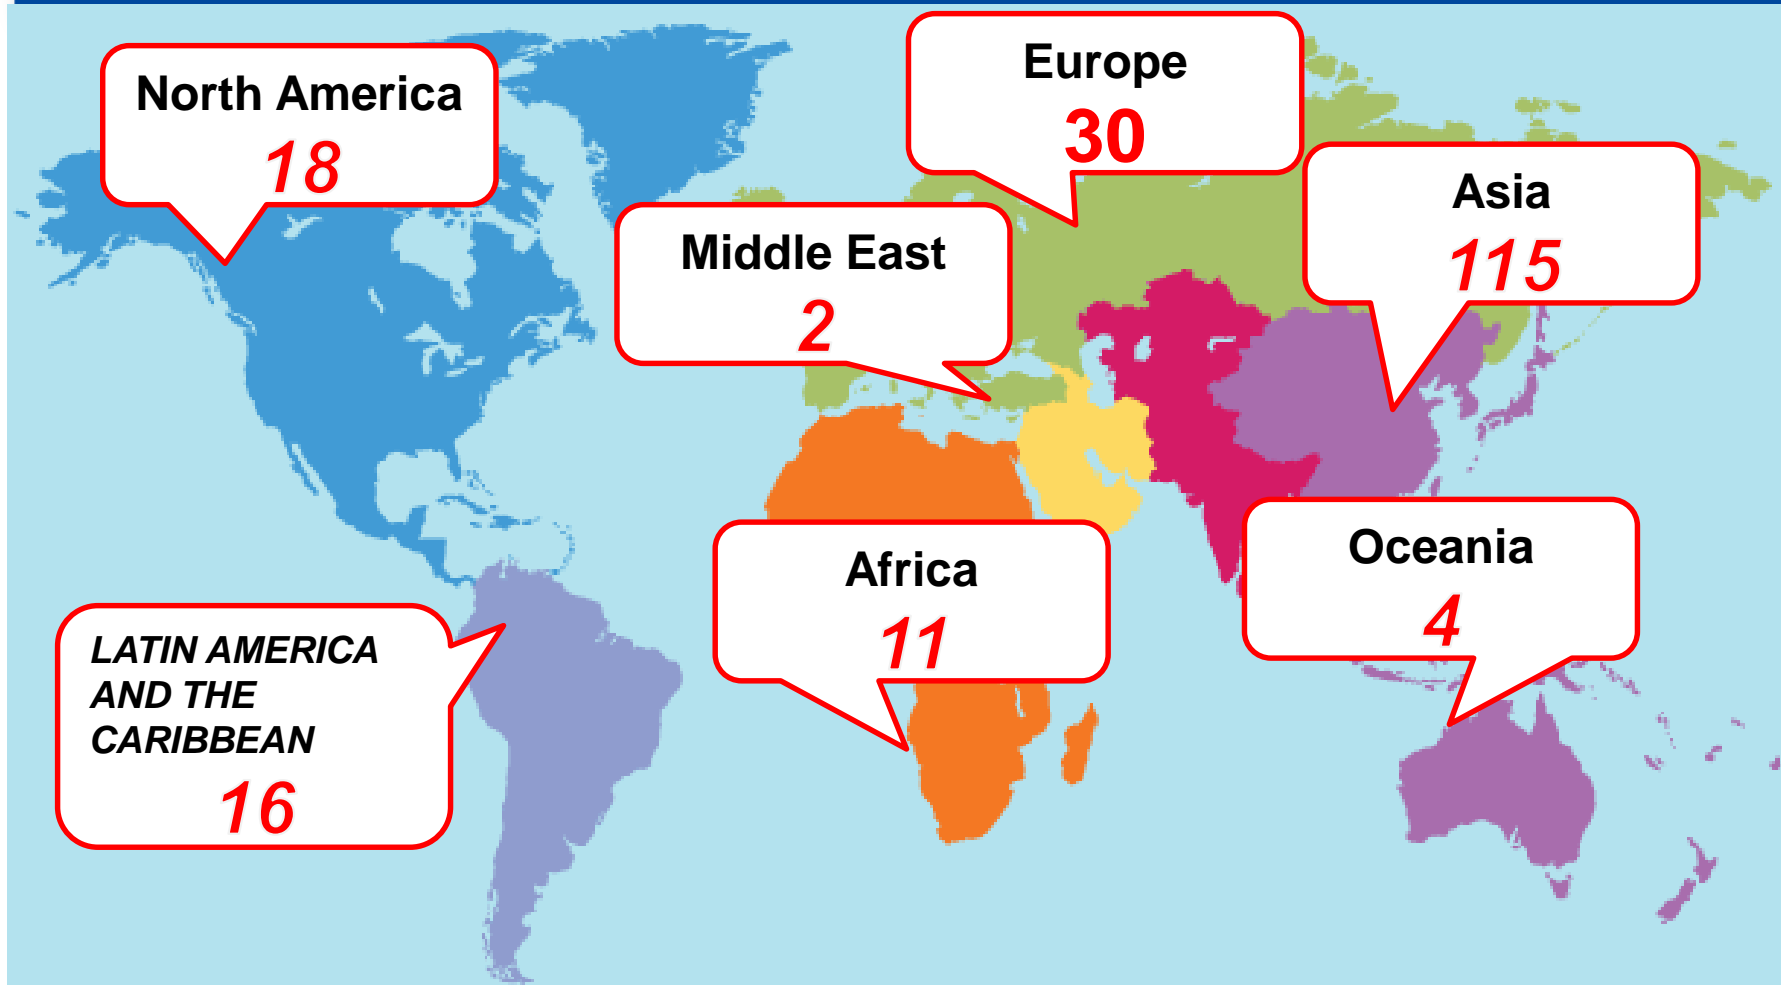 North America
18
Europe
30
Asia
115
Middle East
2
Africa
11
Oceania
4
LATIN AMERICA
AND THE
CARIBBEAN
16